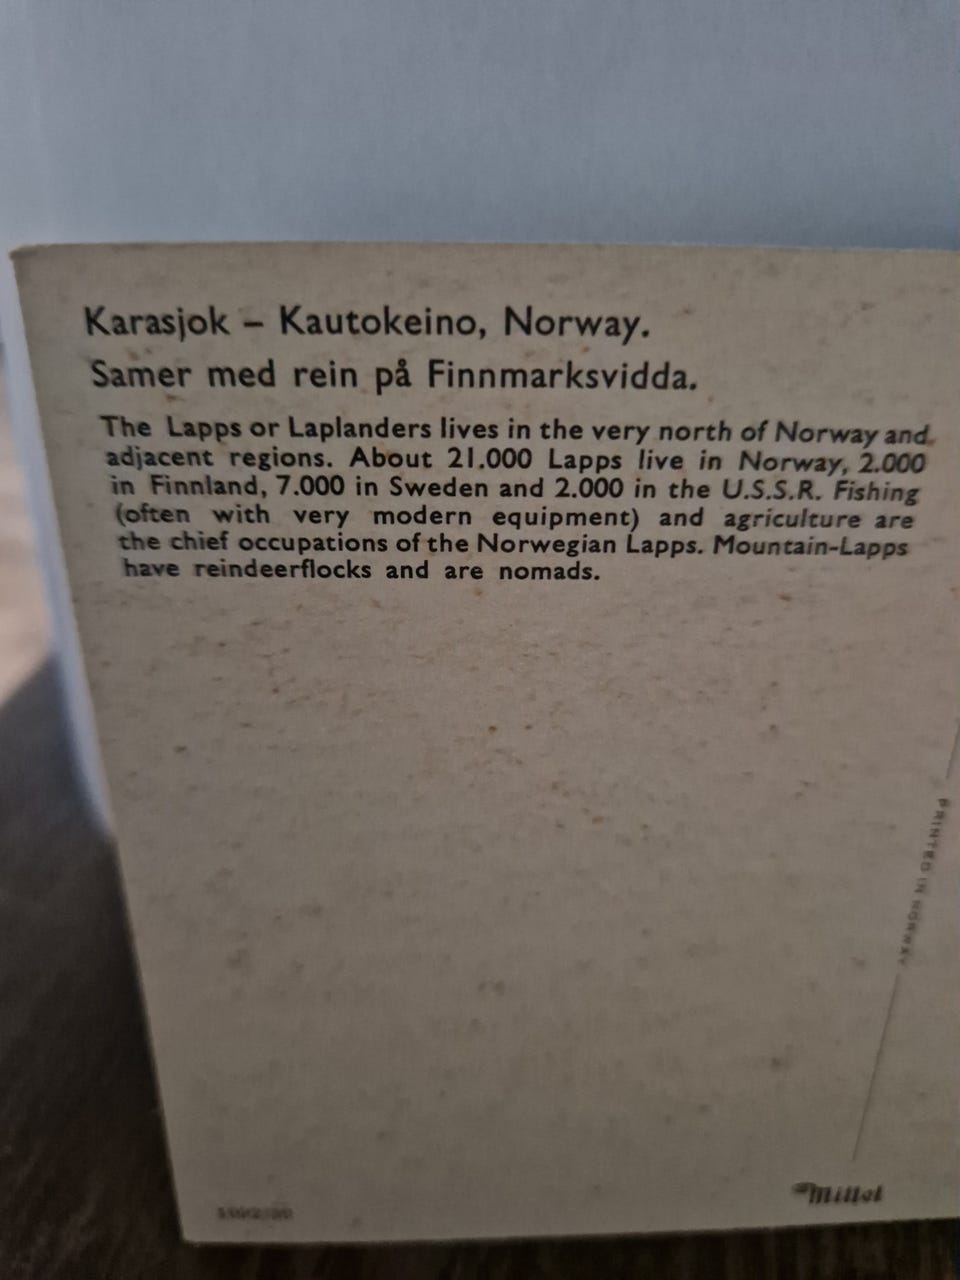 Karasjok – Kautokeino, Norway.
Samer med rein på Finnmarksvidda.
The Lapps or Laplanders lives in the very north of Norway and
adjacent regions. About 21.000 Lapps live in Norway, 2.000
in Finnland, 7.000 in Sweden and 2.000 in the U.S.S.R. Fishing
(often with very modern equipment) and agriculture are
the chief occupations of the Norwegian Lapps. Mountain-Lapps
have reindeerflocks and are nomads.
PRINTED IN NORWAY